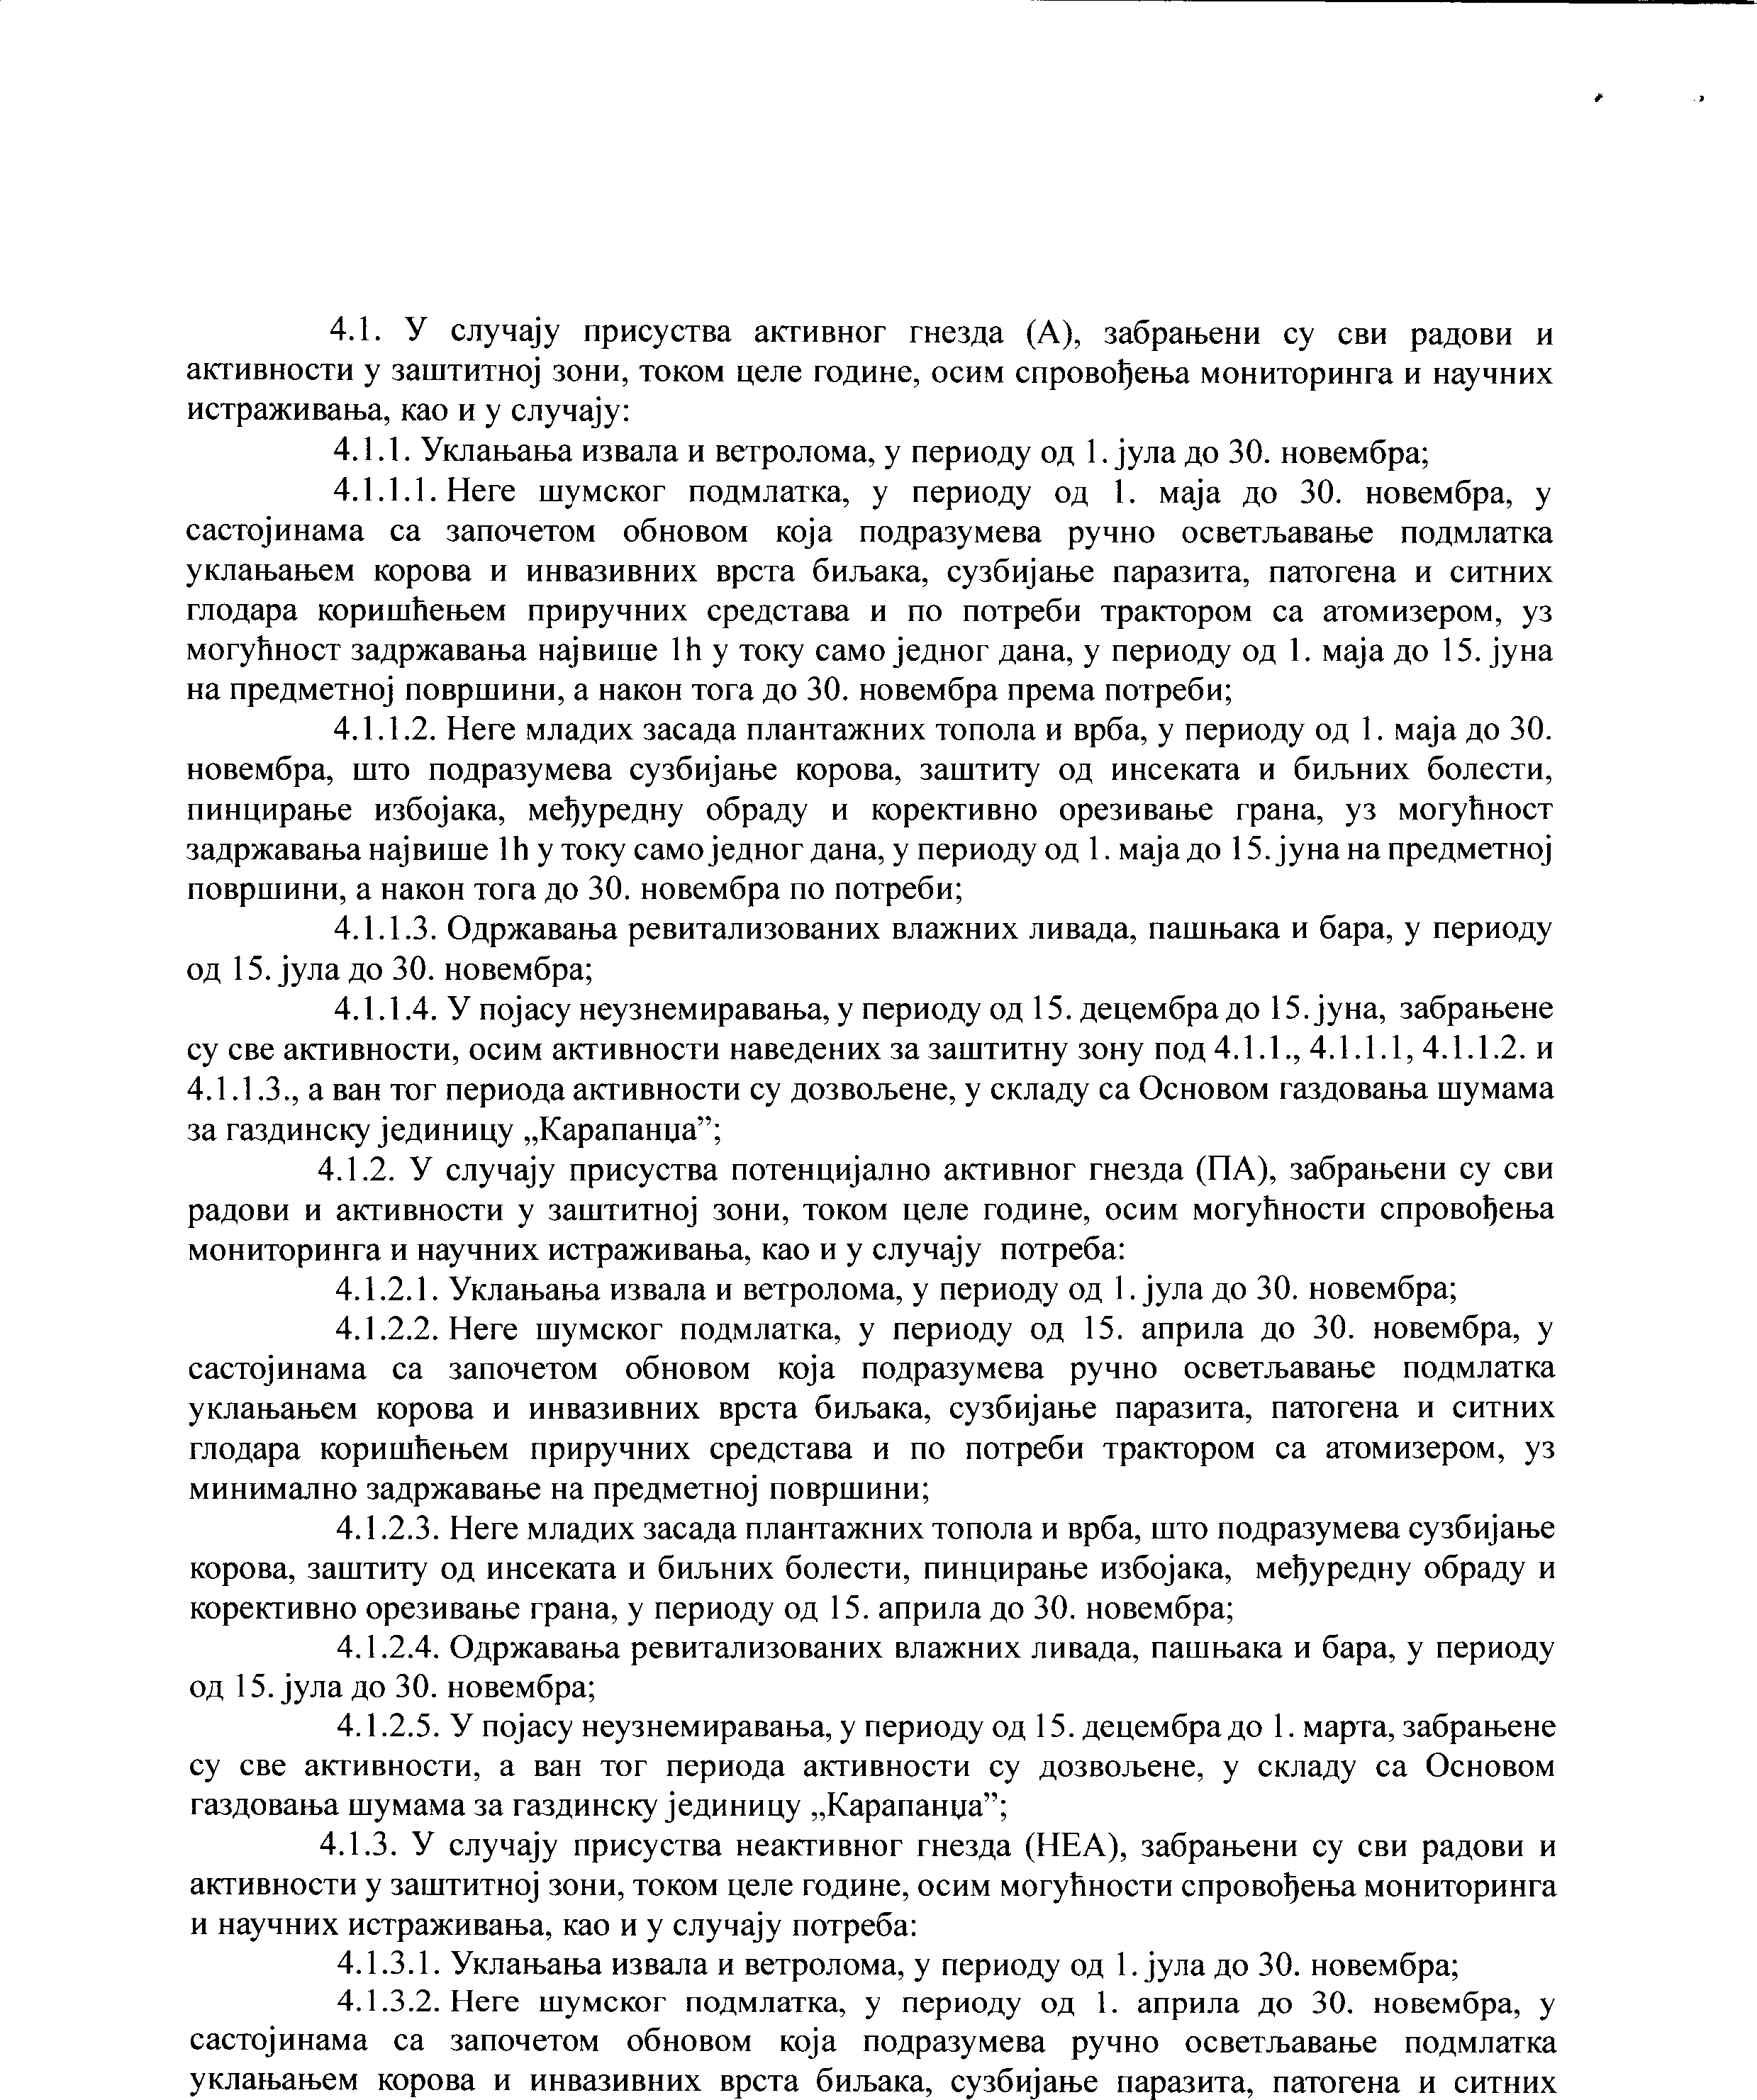 4.1. У случају присуства активног гнезда (А), забрањени су сви радови и
активности у заштитној зони, током целе године, осим спровођења мониторинга и научних
истраживања, као и у случају:
4.1.1. Уклањања извала и ветролома, у периоду од 1. јула до 30. новембра;
4.1.1.1. Неге шумског подмлатка, у периоду од 1. маја до 30. новембра, у
састојинама са започетом обновом која подразумева ручно осветљавање подмлатка
уклањањем корова и инвазивних врста биљака, сузбијање паразита, патогена и ситних
глодара коришћењем приручних средстава и по потреби трактором са атомизером, уз
могућност задржавања највише 1h у току само једног дана, у периоду од 1. маја до 15. јуна
на предметној површини, а након тога до 30. новембра према потреби;
4.1.1.2. Неге младих засада плантажних топола и врба, у периоду од 1. маја до 30.
новембра, што подразумева сузбијање корова, заштиту од инсеката и биљних болести,
пинцирање избојака, међуредну обраду и корективно орезивање грана, уз могућност
задржавања највише 1h у току само једног дана, у периоду од 1. маја до 15. јуна на предметној
површини, а након тога до 30. новембра по потреби;
4.1.1.3. Одржавања ревитализованих влажних ливада, пашњака и бара, у периоду
од 15. јула до 30. новембра;
4.1.1.4. У појасу неузнемиравања, у периоду од 15. децембра до 15. јуна, забрањене
су све активности, осим активности наведених за заштитну зону под 4.1.1., 4.1.1.1, 4.1.1.2. и
4.1.1.3., а ван тог периода активности су дозвољене, у складу са Основом газдовања шумама
за газдинску јединицу „Карапанџа”;
4.1.2. У случају присуства потенцијално активног гнезда (ПА), забрањени су сви
радови и активности у заштитној зони, током целе године, осим могућности спровођења
мониторинга и научних истраживања, као и у случају потреба:
4.1.2.1. Уклањања извала и ветролома, у периоду од 1. јула до 30. новембра;
4.1.2.2. Неге шумског подмлатка, у периоду од 15. априла до 30. новембра, у
састојинама са започетом обновом која подразумева ручно осветљавање подмлатка
уклањањем корова и инвазивних врста биљака, сузбијање паразита, патогена и ситних
глодара коришћењем приручних средстава и по потреби трактором са атомизером, уз
минимално задржавање на предметној површини;
4.1.2.3. Неге младих засада плантажних топола и врба, што подразумева сузбијање
корова, заштиту од инсеката и биљних болести, пинцирање избојака, међуредну обраду и
корективно орезивање грана, у периоду од 15. априла до 30. новембра;
4.1.2.4. Одржавања ревитализованих влажних ливада, пашњака и бара, у периоду
од 15. јула до 30. новембра;
4.1.2.5. У појасу неузнемиравања, у периоду од 15. децембра до 1. марта, забрањене
су све активности, а ван тог периода активности су дозвољене, у складу са Основом
газдовања шумама за газдинску јединицу „Карапанџа”;
4.1.3. У случају присуства неактивног гнезда (НЕА), забрањени су сви радови и
активности у заштитној зони, током целе године, осим могућности спровођења мониторинга
и научних истраживања, као и у случају потреба:
4.1.3.1. Уклањања извала и ветролома, у периоду од 1. јула до 30. новембра;
4.1.3.2. Неге шумског подмлатка, у периоду од 1. априла до 30. новембра, у
састојинама са започетом обновом која подразумева ручно осветљавање подмлатка
уклањањем корова и инвазивних врста биљака, сузбијање паразита, патогена и ситних